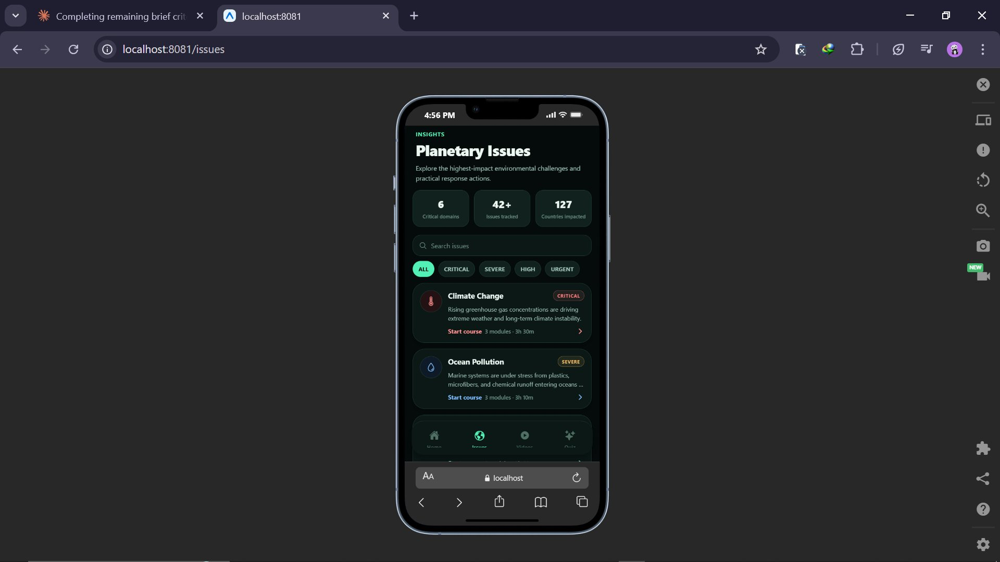 Completing remaining brief crit
localhost:8081
localhost:8081/issues
4:56 PM
INSIGHTS
Planetary Issues
Explore the highest-impact environmental challenges and
practical response actions.
6
Critical domains
42+
Issues tracked
127
Countries impacted
Search issues
ALL
CRITICAL
SEVERE
HIGH
URGENT
Climate Change
CRITICAL
Rising greenhouse gas concentrations are driving
extreme weather and long-term climate instability.
Start course 3 modules · 3h 30m
Ocean Pollution
SEVERE
Marine systems are under stress from plastics,
microfibers, and chemical runoff entering oceans ...
Start course 3 modules · 3h 10m
Home
Issues
Videos
Quiz
AA
localhost
NEW